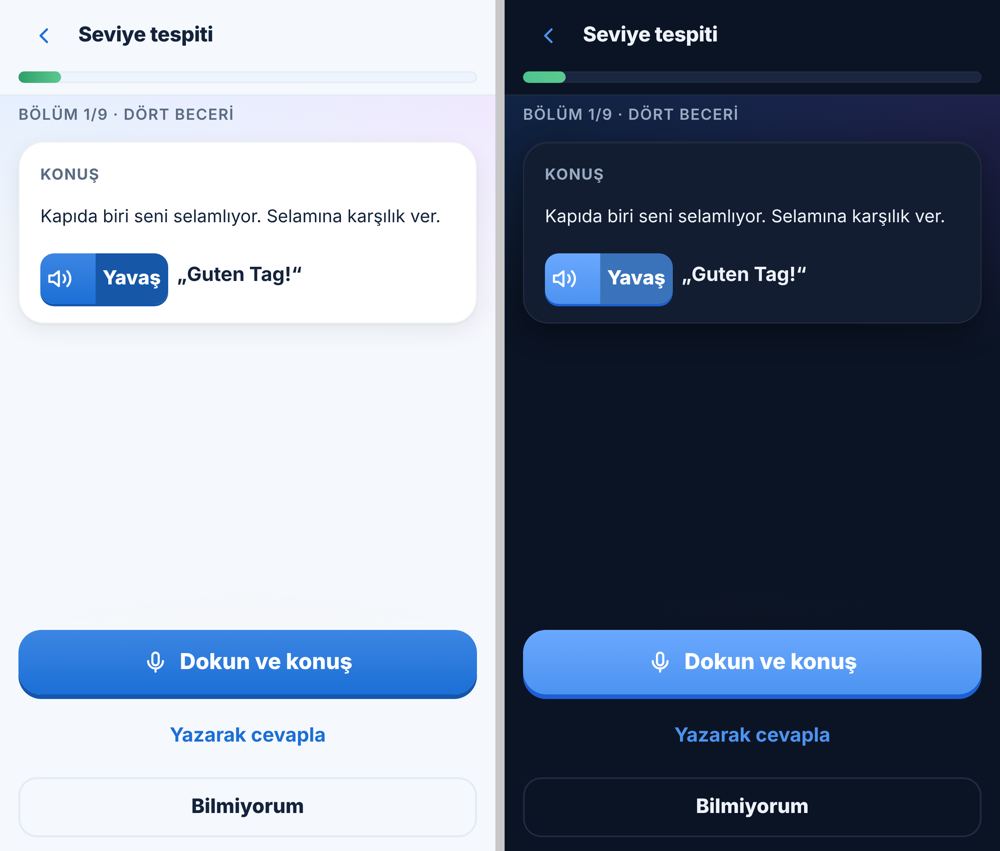 Seviye tespiti
BÖLÜM 1/9 · DÖRT BECERİ
KONUŞ
Kapıda biri seni selamlıyor. Selamına karşılık ver.
Yavaş „Guten Tag!“
Dokun ve konuş
Yazarak cevapla
Bilmiyorum
Seviye tespiti
BÖLÜM 1/9 · DÖRT BECERİ
KONUŞ
Kapıda biri seni selamlıyor. Selamına karşılık ver.
Yavaş „Guten Tag!“
Dokun ve konuş
Yazarak cevapla
Bilmiyorum